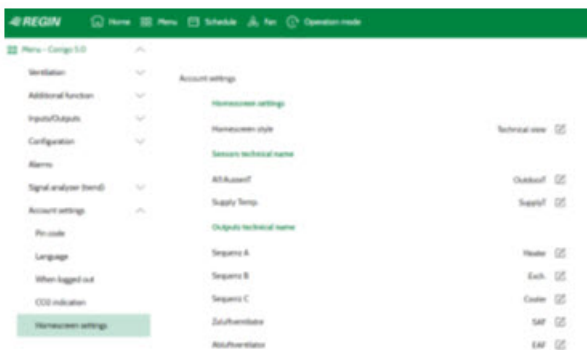 REGIN Home Menu Schedule Fan Operation mode
Menu - Corrigo 5.0
Ventilation
Additional function
Inputs/Outputs
Configuration
Alarms
Signal analyzer (trend)
Account settings
Pin code
Language
When logged out
CO2 indication
Homescreen settings
Account settings
Homescreen settings
Homescreen style Technical view
Sensors technical name
OutdoorT
Supply Temp. SupplyT
Outputs technical name
Sequenz A Heater
Sequenz B Exch.
Sequenz C Cooler
Zuluftventilator SAF
Abluftventilator EAF